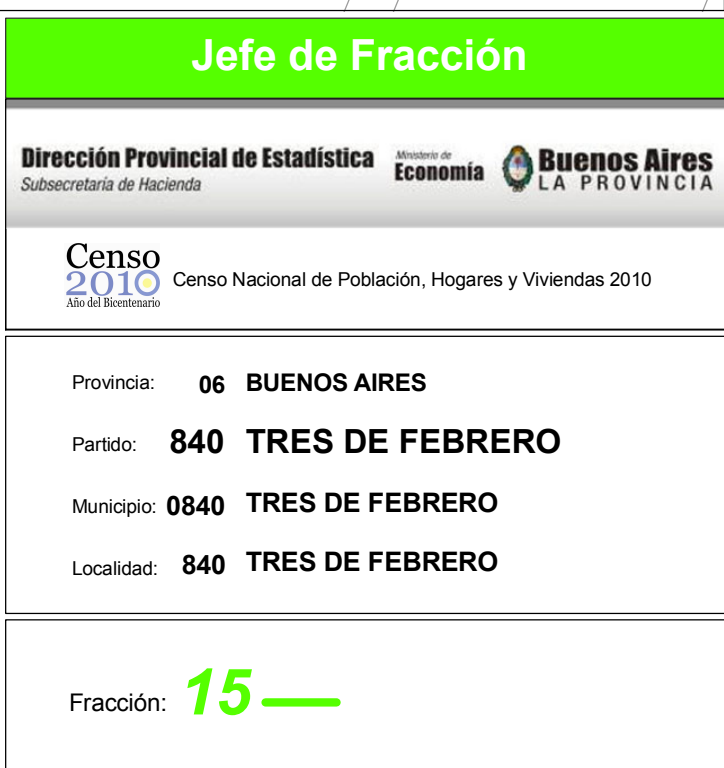 Jefe de Fracción
Dirección Provincial de Estadística
Subsecretaría de Hacienda
Ministerio de
Economía
Buenos Aires
LA PROVINCIA
Censo
2010
Año del Bicentenario
Censo Nacional de Población, Hogares y Viviendas 2010
Provincia: 06 BUENOS AIRES
Partido: 840 TRES DE FEBRERO
Municipio: 0840 TRES DE FEBRERO
Localidad: 840 TRES DE FEBRERO
Fracción: 15